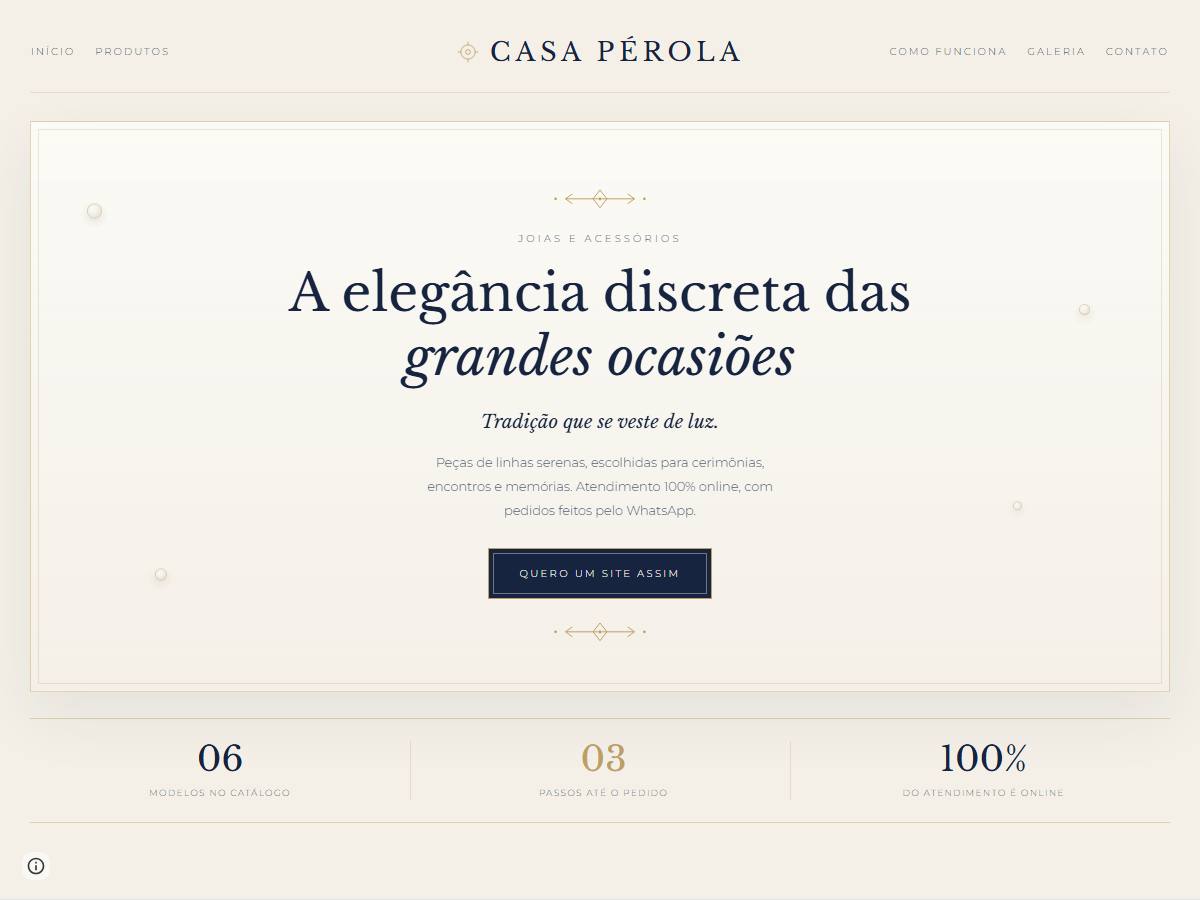 INÍCIO PRODUTOS CASA PÉROLA COMO FUNCIONA GALERIA CONTATO
JOIAS E ACESSÓRIOS
A elegância discreta das
grandes ocasiões
Tradição que se veste de luz.
Peças de linhas serenas, escolhidas para cerimônias,
encontros e memórias. Atendimento 100% online, com
pedidos feitos pelo WhatsApp.
QUERO UM SITE ASSIM
06
MODELOS NO CATÁLOGO
03
PASSOS ATÉ O PEDIDO
100%
DO ATENDIMENTO É ONLINE